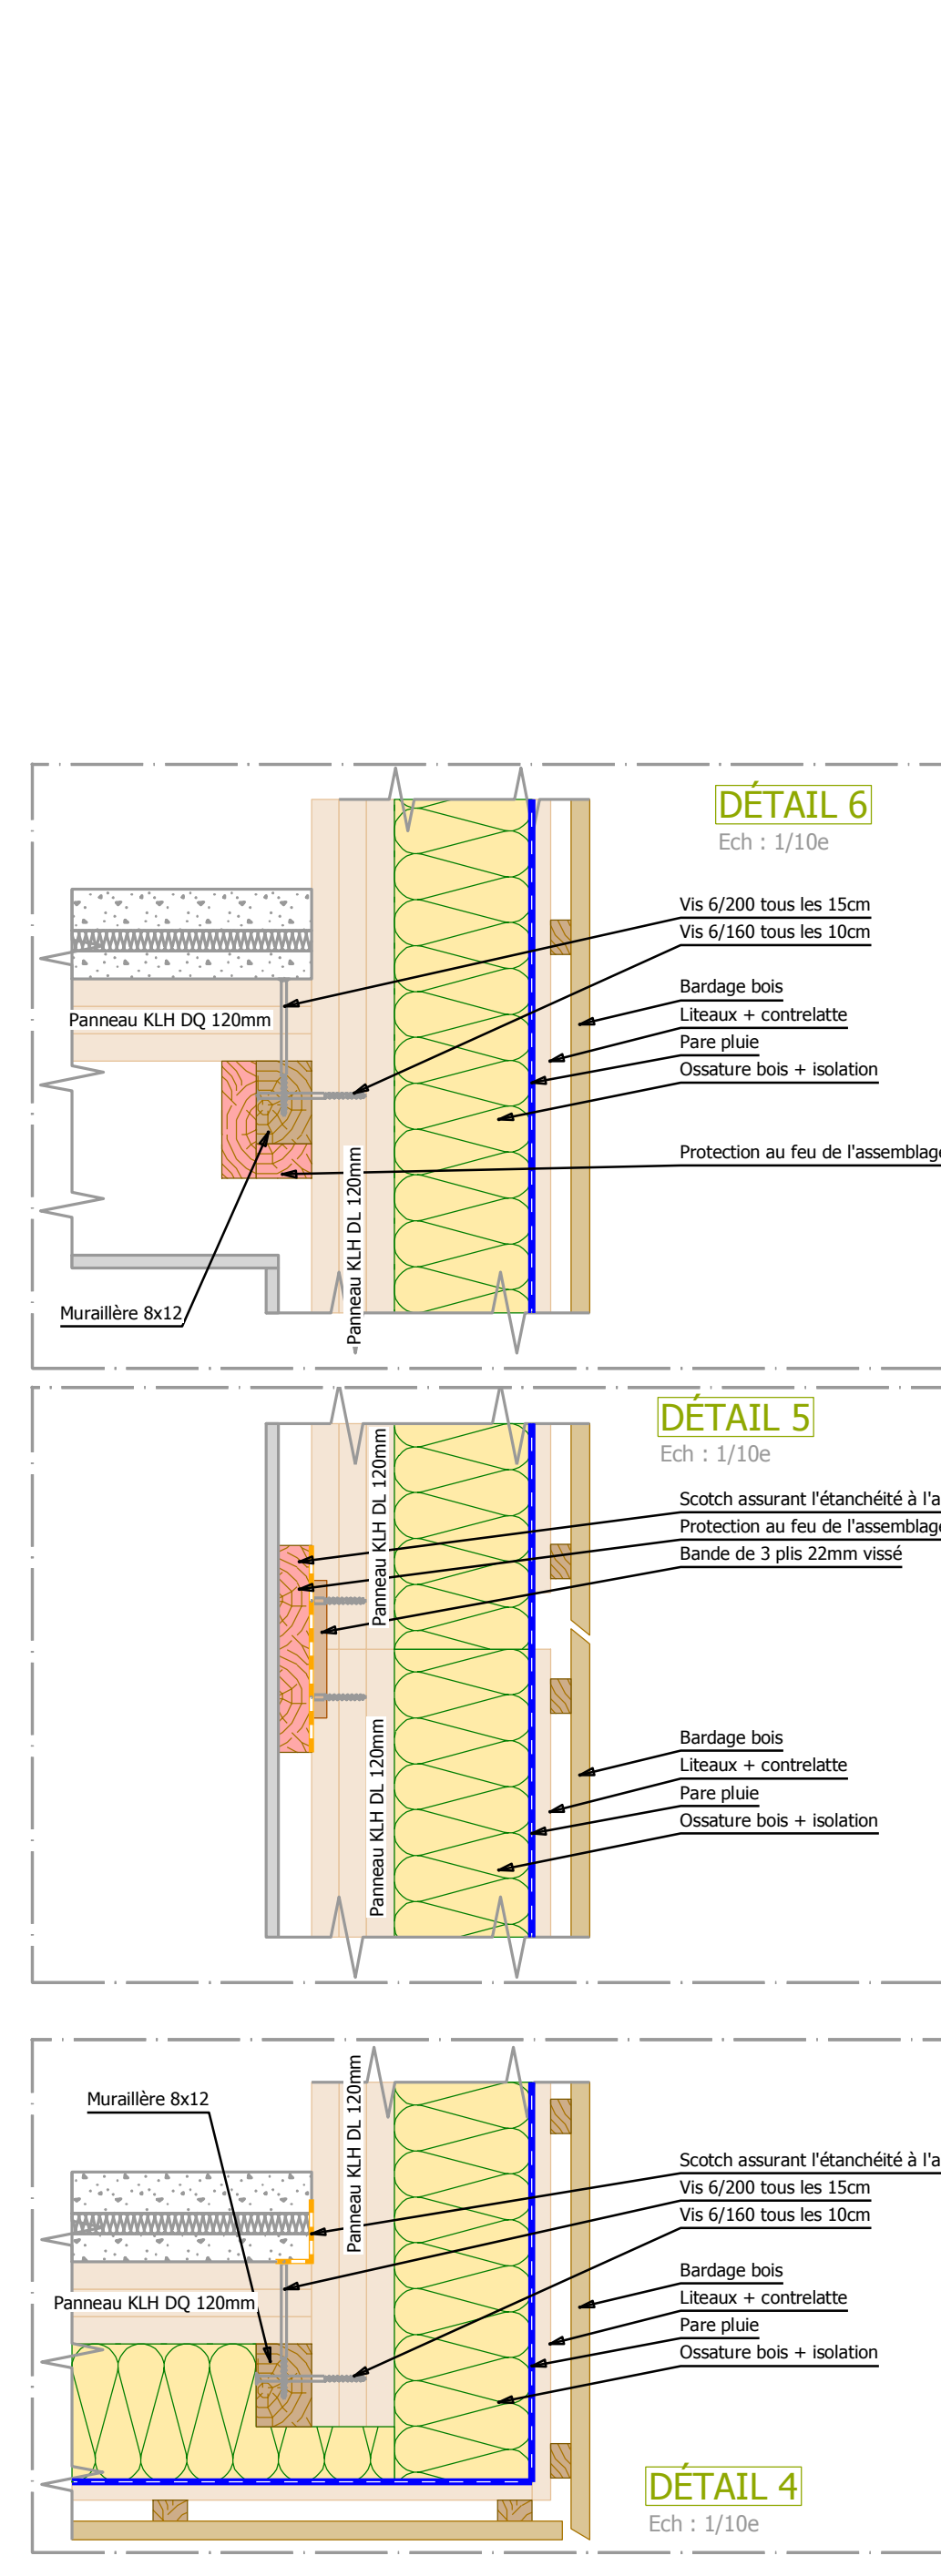 DÉTAIL 6
Ech : 1/10e
Vis 6/200 tous les 15cm
Vis 6/160 tous les 10cm
Bardage bois
Liteaux + contrelatte
Pare pluie
Ossature bois + isolation
Protection au feu de l'assemblage
Panneau KLH DQ 120mm
Panneau KLH DL 120mm
Muraillère 8x12
DÉTAIL 5
Ech : 1/10e
Scotch assurant l'étanchéité à l'a
Protection au feu de l'assemblage
Bande de 3 plis 22mm vissé
Panneau KLH DL 120mm
Panneau KLH DL 120mm
Bardage bois
Liteaux + contrelatte
Pare pluie
Ossature bois + isolation
Muraillère 8x12
Panneau KLH DL 120mm
Scotch assurant l'étanchéité à l'a
Vis 6/200 tous les 15cm
Vis 6/160 tous les 10cm
Bardage bois
Liteaux + contrelatte
Pare pluie
Ossature bois + isolation
Panneau KLH DQ 120mm
DÉTAIL 4
Ech : 1/10e